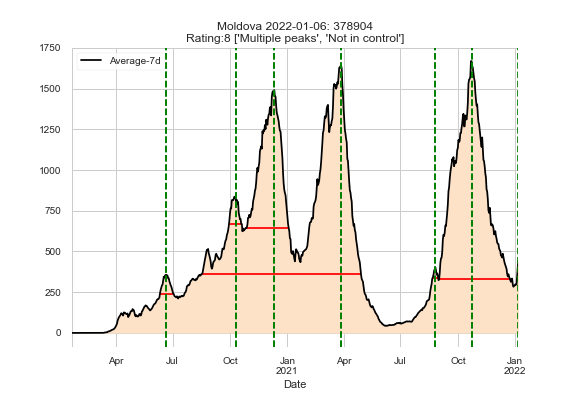 Moldova 2022-01-06: 378904
Rating:8 ['Multiple peaks', 'Not in control']
Average-7d
1750
1500
1250
1000
750
500
250
0
Apr Jul Oct Jan Apr Jul Oct Jan
2021 2022
Date